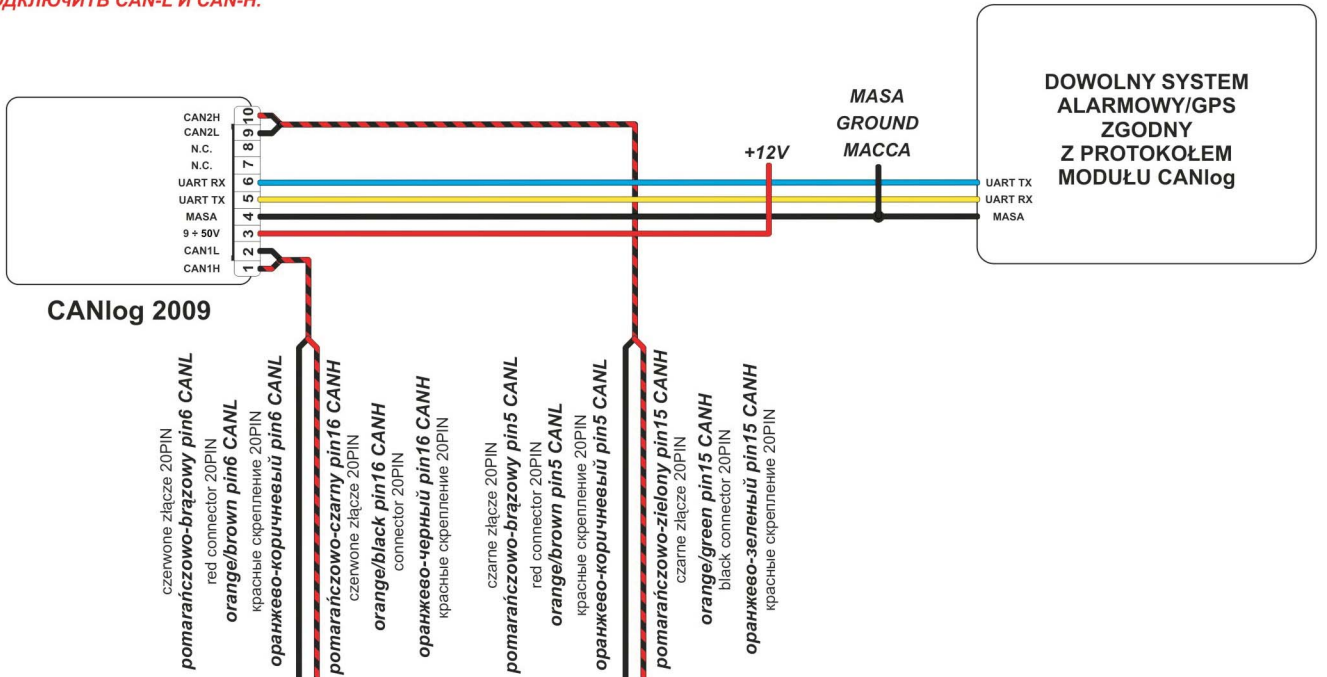 ОДКЛЮЧИТЬ CAN-L И CAN-H.
DOWOLNY SYSTEM
ALARMOWY/GPS
ZGODNY
Z PROTOKOŁEM
MODUŁU CANlog
UART TX
UART RX
MASA
MASA
GROUND
МАССА
+12V
CAN2H 10
CAN2L 9
N.C. 8
N.C. 7
UART RX 6
UART TX 5
MASA 4
9 ÷ 50V 3
CAN1L 2
CAN1H 1
CANlog 2009
czerwone złącze 20PIN
pomarańczowo-brązowy pin6 CANL
red connector 20PIN
orange/brown pin6 CANL
красные скрепление 20PIN
оранжево-коричневый pin6 CANL
pomarańczowo-czarny pin16 CANH
czerwone złącze 20PIN
orange/black pin16 CANH
connector 20PIN
оранжево-черный pin16 CANH
красные скрепление 20PIN
czarne złącze 20PIN
pomarańczowo-brązowy pin5 CANL
red connector 20PIN
orange/brown pin5 CANL
красные скрепление 20PIN
оранжево-коричневый pin5 CANL
pomarańczowo-zielony pin15 CANH
czarne złącze 20PIN
orange/green pin15 CANH
black connector 20PIN
оранжево-зеленый pin15 CANH
красные скрепление 20PIN